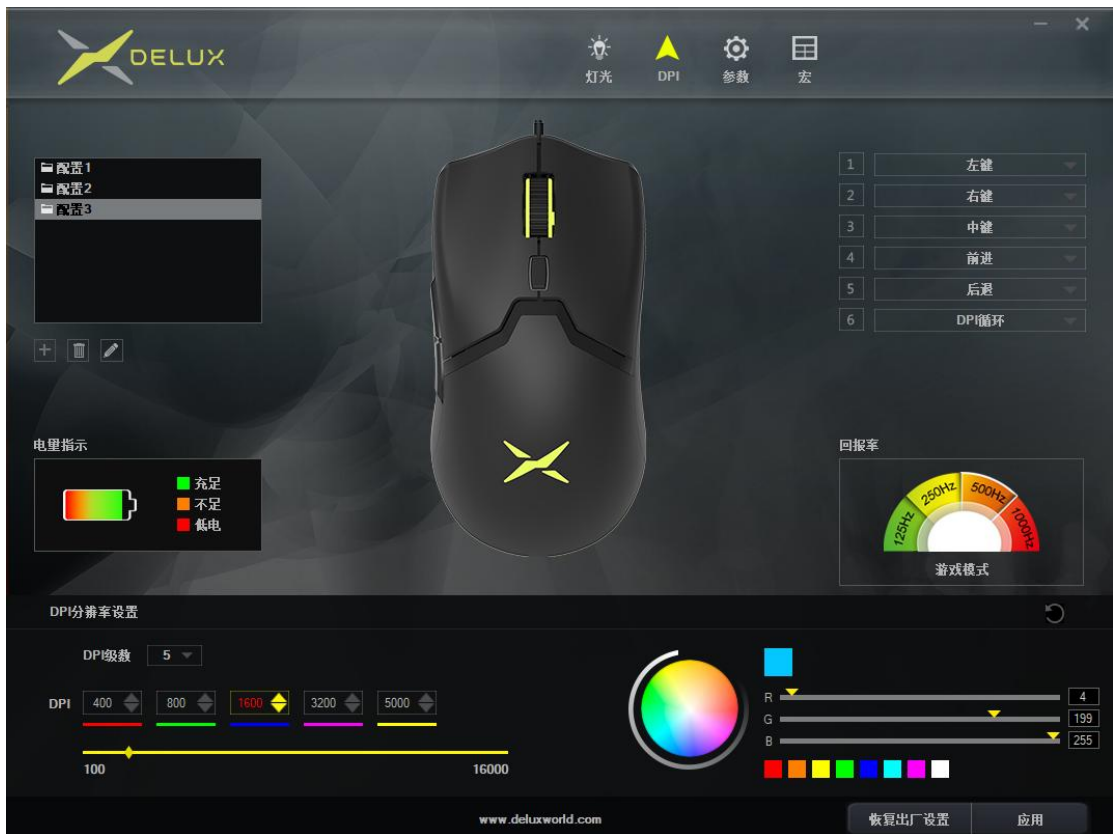 DELUX
灯光 DPI 参数 宏
配置1
配置2
配置3
1 左键
2 右键
3 中键
4 前进
5 后退
6 DPI循环
电量指示
充足
不足
低电
回报率
125Hz 250Hz 500Hz 1000Hz
游戏模式
DPI分辨率设置
DPI级数 5
DPI 400 800 1600 3200 5000
100 16000
R 4
G 199
B 255
www.deluxworld.com
恢复出厂设置 应用